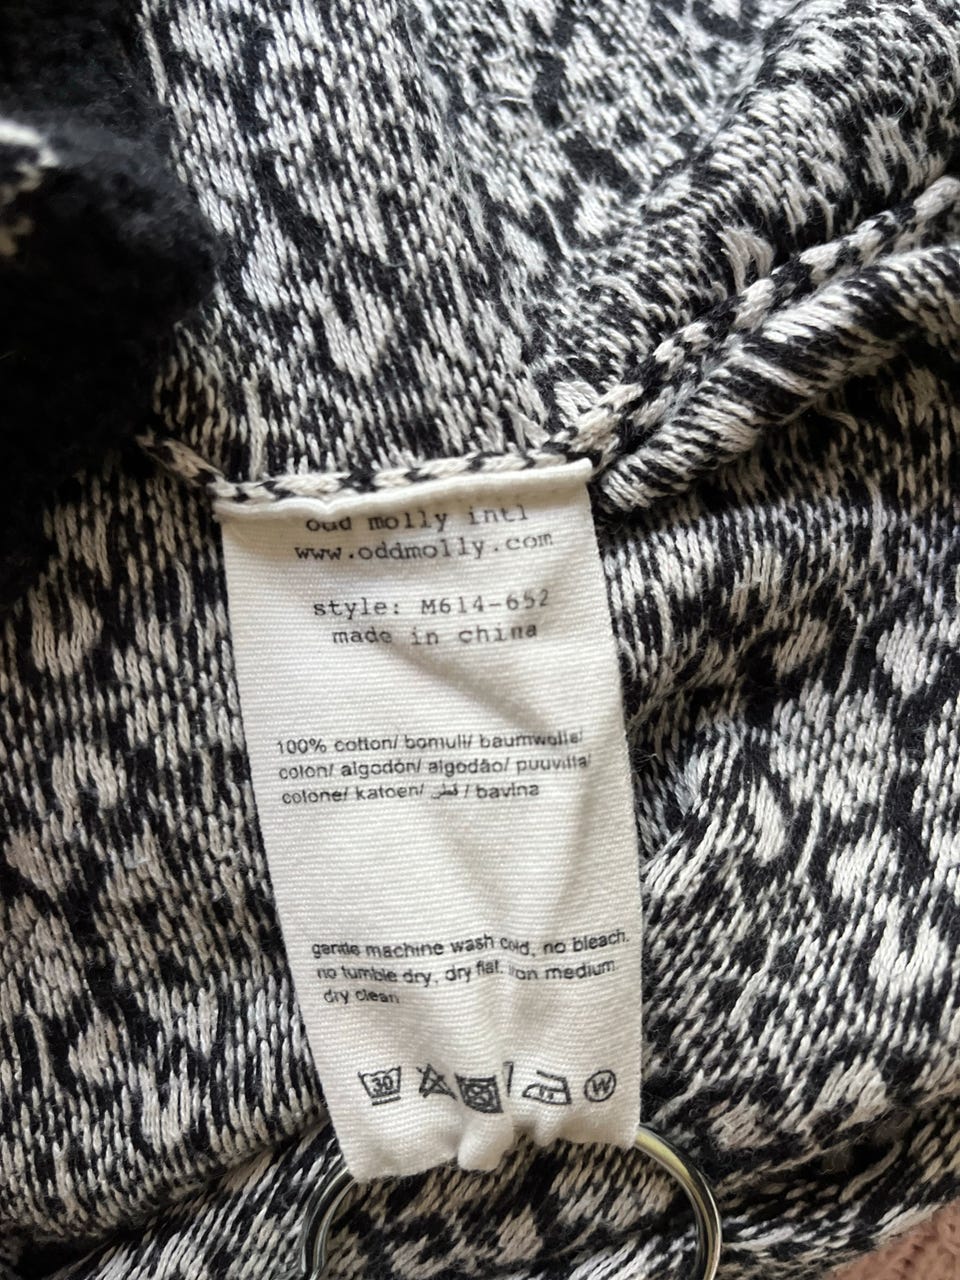 odd molly intl
www.oddmolly.com
style: M614-652
made in china
100% cotton/ bomull/ baumwolle/
coton/ algodón/ algodão/ puuvilla/
cotone/ katoen/ قطن / bavlna
gentle machine wash cold, no bleach.
no tumble dry, dry flat. iron medium.
dry clean
30 W